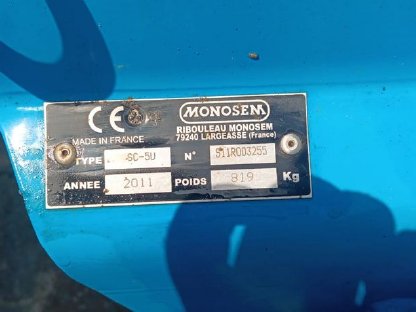 CE
MONOSEM
RIBOULEAU MONOSEM
79240 LARGEASSE (France)
MADE IN FRANCE
TYPE SC-5U N° 511R003255
ANNEE 2011 POIDS 819 Kg